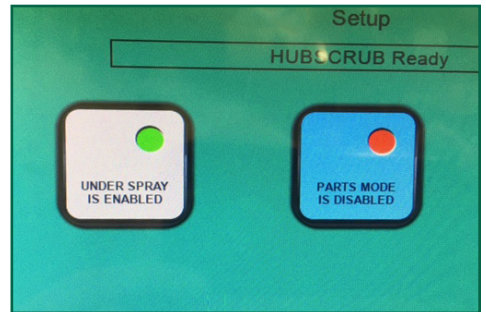 Setup
HUBSCRUB Ready
UNDER SPRAY
IS ENABLED
PARTS MODE
IS DISABLED